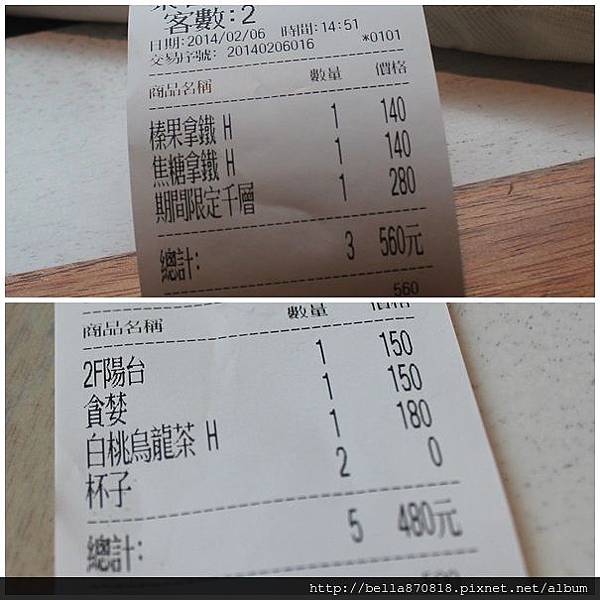 客數:2
日期:2014/02/06 時間:14:51
交易序號: 20140206016 *0101
商品名稱 數量 價格
榛果拿鐵 H 1 140
焦糖拿鐵 H 1 140
期間限定千層 1 280
總計: 3 560元
560
商品名稱 數量 價格
2F陽台 1 150
貪婪 1 150
白桃烏龍茶 H 1 180
杯子 2 0
總計: 5 480元
http://bella870818.pixnet.net/album